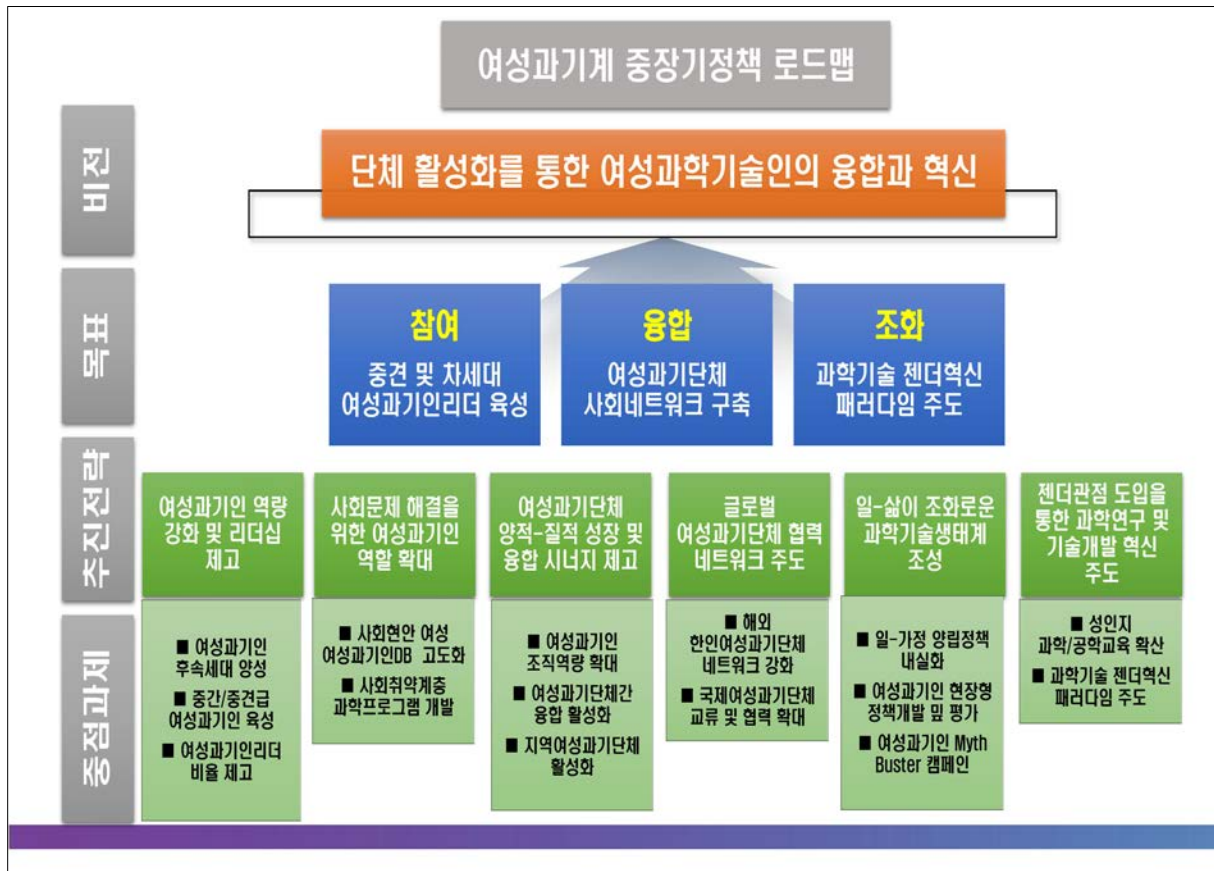 여성과기계 중장기정책 로드맵
비전
단체 활성화를 통한 여성과학기술인의 융합과 혁신
목표
참여
중견 및 차세대
여성과기인리더 육성
융합
여성과기단체
사회네트워크 구축
조화
과학기술 젠더혁신
패러다임 주도
추진전략
여성과기인 역량
강화 및 리더십
제고
사회문제 해결을
위한 여성과기인
역할 확대
여성과기단체
양적-질적 성장 및
융합 시너지 제고
글로벌
여성과기단체 협력
네트워크 주도
일-삶이 조화로운
과학기술생태계
조성
젠더관점 도입을
통한 과학연구 및
기술개발 혁신
주도
중점과제
■ 여성과기인
후속세대 양성
■ 중간/중견급
여성과기인 육성
■ 여성과기인리더
비율 제고
■ 사회현안 여성
여성과기인DB 고도화
■ 사회취약계층
과학프로그램 개발
■ 여성과기인
조직역량 확대
■ 여성과기단체간
융합 활성화
■ 지역여성과기단체
활성화
■ 해외
한인여성과기단체
네트워크 강화
■ 국제여성과기단체
교류 및 협력 확대
■ 일-가정 양립정책
내실화
■ 여성과기인 현장형
정책개발 및 평가
■ 여성과기인 Myth
Buster 캠페인
■ 성인지
과학/공학교육 확산
■ 과학기술 젠더혁신
패러다임 주도